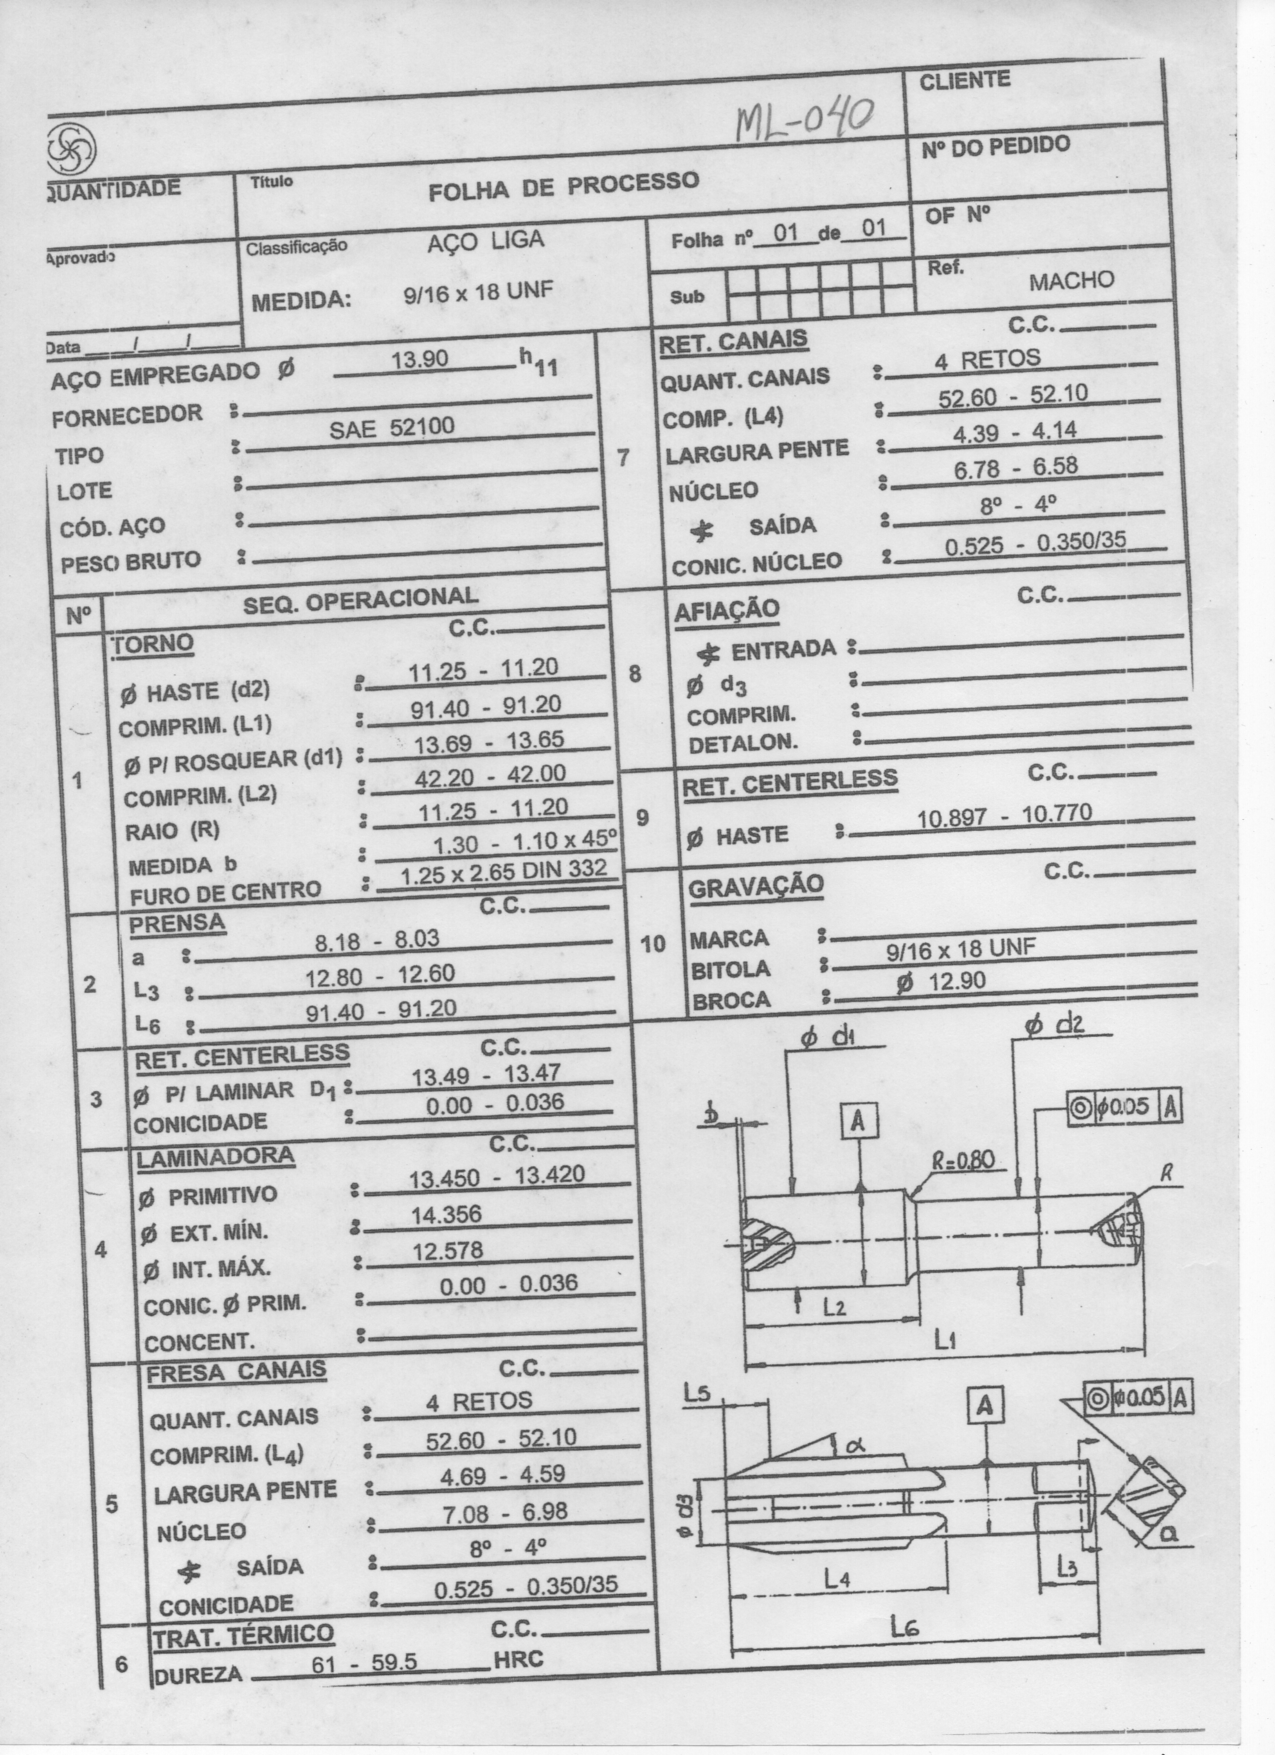 ML-040
CLIENTE
Nº DO PEDIDO
OF Nº
Ref. MACHO
QUANTIDADE
Título
FOLHA DE PROCESSO
Aprovado
Classificação AÇO LIGA
MEDIDA: 9/16 x 18 UNF
Folha nº 01 de 01
Sub
Data / /
AÇO EMPREGADO Ø 13.90 h11
FORNECEDOR :
TIPO : SAE 52100
LOTE :
CÓD. AÇO :
PESO BRUTO :
Nº SEQ. OPERACIONAL
1
TORNO C.C.
Ø HASTE (d2) : 11.25 - 11.20
COMPRIM. (L1) : 91.40 - 91.20
Ø P/ ROSQUEAR (d1) : 13.69 - 13.65
COMPRIM. (L2) : 42.20 - 42.00
RAIO (R) : 11.25 - 11.20
MEDIDA b : 1.30 - 1.10 x 45º
FURO DE CENTRO : 1.25 x 2.65 DIN 332
2
PRENSA C.C.
a : 8.18 - 8.03
L3 : 12.80 - 12.60
L6 : 91.40 - 91.20
3
RET. CENTERLESS C.C.
Ø P/ LAMINAR D1 : 13.49 - 13.47
CONICIDADE : 0.00 - 0.036
4
LAMINADORA C.C.
Ø PRIMITIVO : 13.450 - 13.420
Ø EXT. MÍN. : 14.356
Ø INT. MÁX. : 12.578
CONIC. Ø PRIM. : 0.00 - 0.036
CONCENT. :
5
FRESA CANAIS C.C.
QUANT. CANAIS : 4 RETOS
COMPRIM. (L4) : 52.60 - 52.10
LARGURA PENTE : 4.69 - 4.59
NÚCLEO : 7.08 - 6.98
∢ SAÍDA : 8º - 4º
CONICIDADE : 0.525 - 0.350/35
6
TRAT. TÉRMICO C.C.
DUREZA 61 - 59.5 HRC
7
RET. CANAIS C.C.
QUANT. CANAIS : 4 RETOS
COMP. (L4) : 52.60 - 52.10
LARGURA PENTE : 4.39 - 4.14
NÚCLEO : 6.78 - 6.58
∢ SAÍDA : 8º - 4º
CONIC. NÚCLEO : 0.525 - 0.350/35
8
AFIAÇÃO C.C.
∢ ENTRADA :
Ø d3 :
COMPRIM. :
DETALON. :
9
RET. CENTERLESS C.C.
Ø HASTE : 10.897 - 10.770
10
GRAVAÇÃO C.C.
MARCA :
BITOLA : 9/16 x 18 UNF
BROCA : Ø 12.90
Ø d1
Ø d2
b
A
◎ Ø0.05 A
R=0.80
R
L2
L1
L5
A
◎ Ø0.05 A
α
Ø d3
a
L4
L3
L6